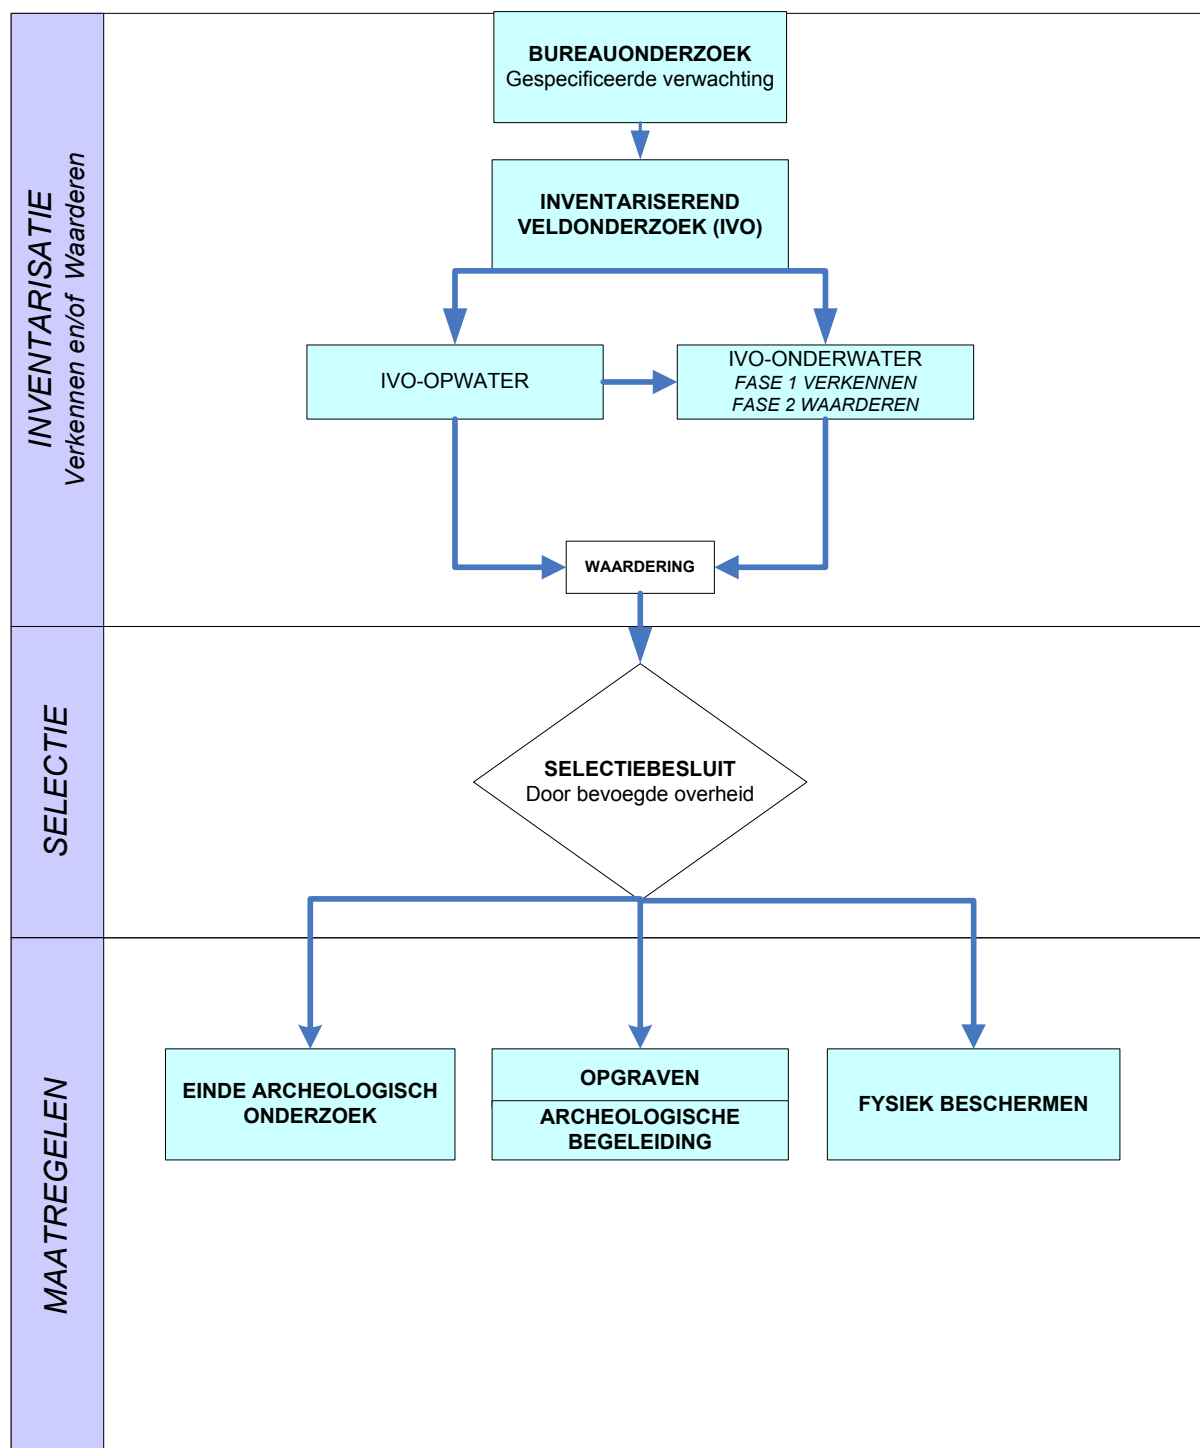 INVENTARISATIE
Verkennen en/of Waarderen
BUREAUONDERZOEK
Gespecificeerde verwachting
INVENTARISEREND
VELDONDERZOEK (IVO)
IVO-OPWATER
IVO-ONDERWATER
FASE 1 VERKENNEN
FASE 2 WAARDEREN
WAARDERING
SELECTIE
SELECTIEBESLUIT
Door bevoegde overheid
MAATREGELEN
EINDE ARCHEOLOGISCH
ONDERZOEK
OPGRAVEN
ARCHEOLOGISCHE
BEGELEIDING
FYSIEK BESCHERMEN